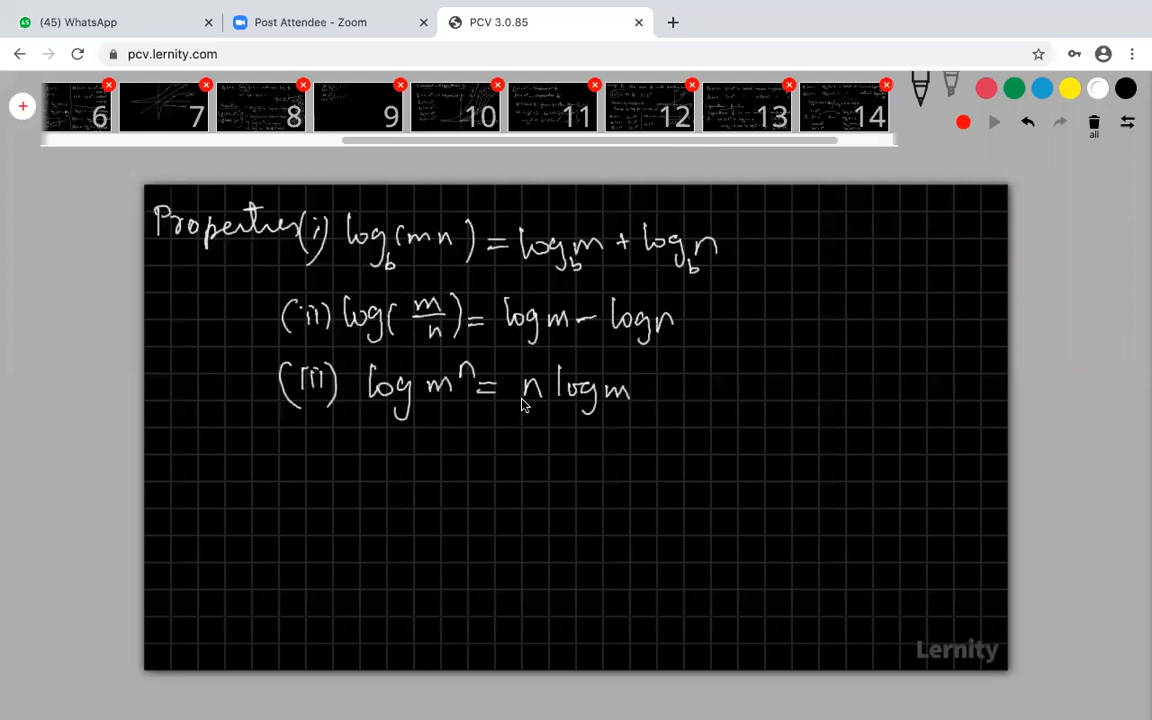 (45) WhatsApp
Post Attendee - Zoom
PCV 3.0.85
pcv.lernity.com
6 7 8 9 10 11 12 13 14
all
Properties (i) log_b(mn) = log_b m + log_b n
(ii) log(m/n) = log m - log n
(iii) log m^n = n log m
Lernity